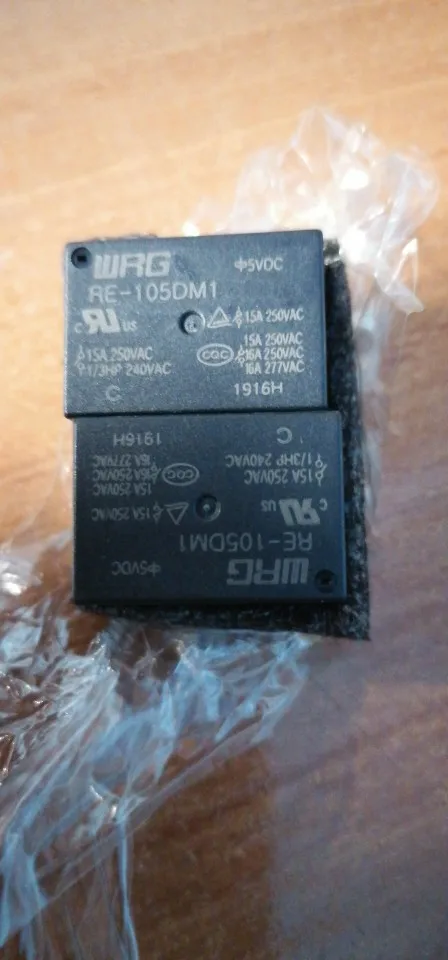 WRG
⌽5VDC
RE-105DM1
c RU US
15A 250VAC
15A 250VAC
15A 250VAC
CQC 16A 250VAC
1/3HP 240VAC
16A 277VAC
C
1916H
WRG
⌽5VDC
RE-105DM1
c RU US
15A 250VAC
15A 250VAC
15A 250VAC
CQC 16A 250VAC
1/3HP 240VAC
16A 277VAC
C
1916H